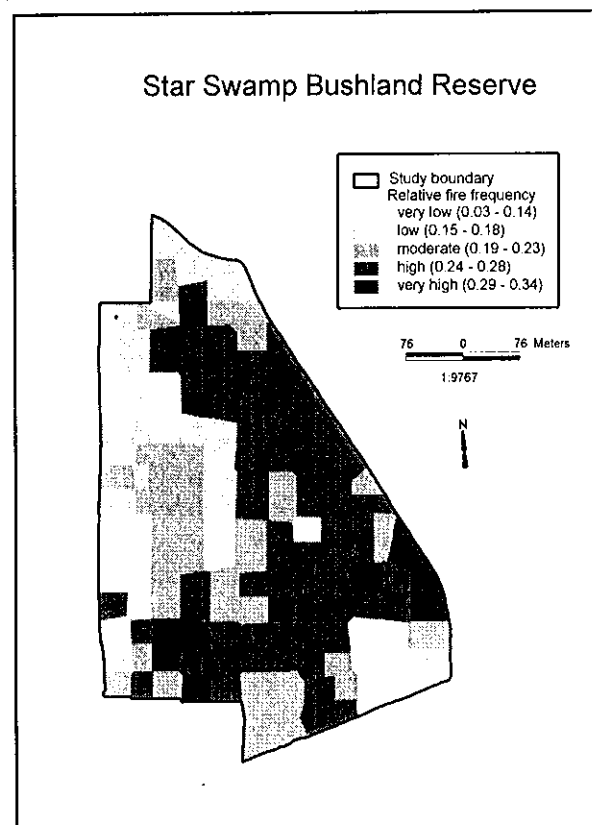 Star Swamp Bushland Reserve
Study boundary
Relative fire frequency
very low (0.03 - 0.14)
low (0.15 - 0.18)
moderate (0.19 - 0.23)
high (0.24 - 0.28)
very high (0.29 - 0.34)
76 0 76 Meters
1:9767
N